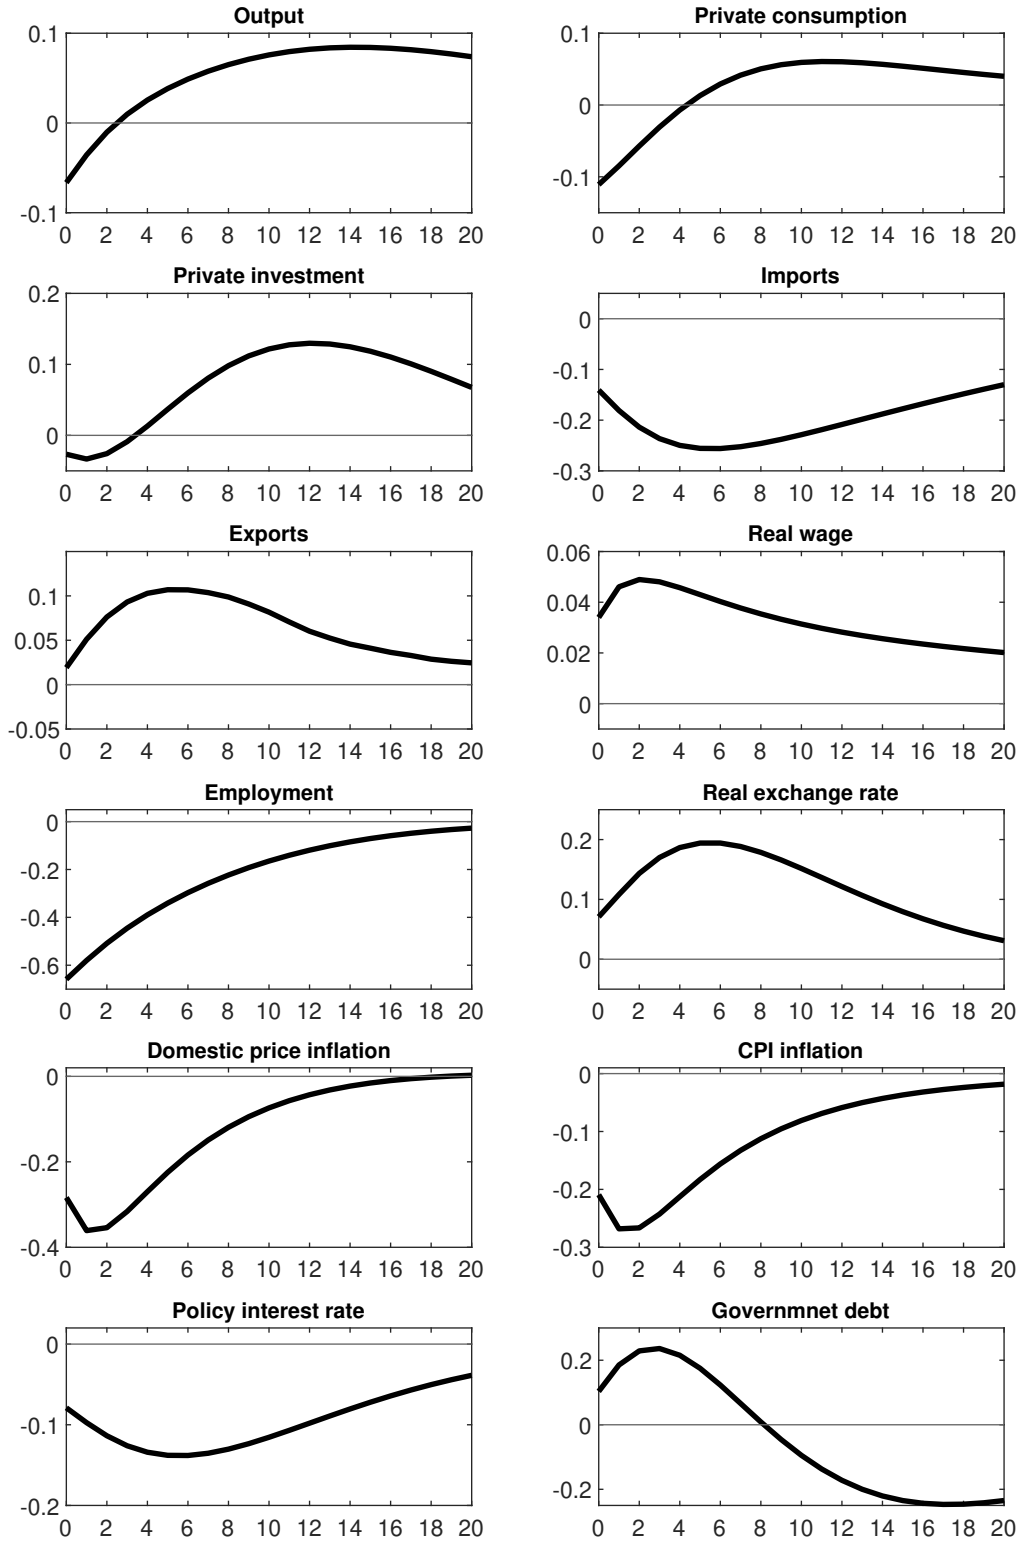 Output
0.1
0
-0.1
0 2 4 6 8 10 12 14 16 18 20
Private consumption
0.1
0
-0.1
0 2 4 6 8 10 12 14 16 18 20
Private investment
0.2
0.1
0
0 2 4 6 8 10 12 14 16 18 20
Imports
0
-0.1
-0.2
-0.3
0 2 4 6 8 10 12 14 16 18 20
Exports
0.1
0.05
0
-0.05
0 2 4 6 8 10 12 14 16 18 20
Real wage
0.06
0.04
0.02
0
0 2 4 6 8 10 12 14 16 18 20
Employment
0
-0.2
-0.4
-0.6
0 2 4 6 8 10 12 14 16 18 20
Real exchange rate
0.2
0.1
0
0 2 4 6 8 10 12 14 16 18 20
Domestic price inflation
0
-0.2
-0.4
0 2 4 6 8 10 12 14 16 18 20
CPI inflation
0
-0.1
-0.2
-0.3
0 2 4 6 8 10 12 14 16 18 20
Policy interest rate
0
-0.1
-0.2
0 2 4 6 8 10 12 14 16 18 20
Governmnet debt
0.2
0
-0.2
0 2 4 6 8 10 12 14 16 18 20